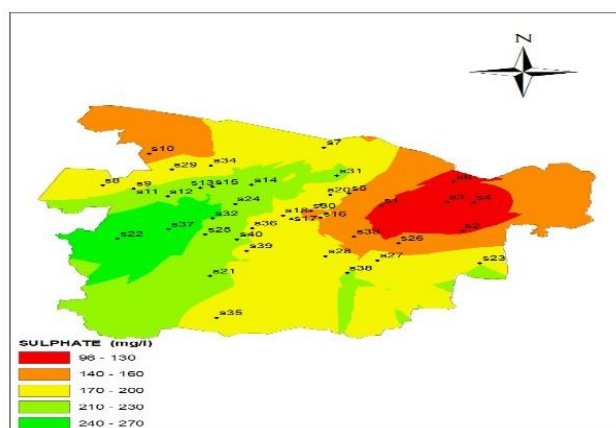 N
s7
s10
s34
s29
s31
s8
s9
s13 s15
s14
s6
s11
s12
s20 s5
s24
s1
s3
s4
s18 s30
s32
s17 s16
s37
s36
s2
s22
s25
s40
s33
s26
s39
s28
s27
s23
s21
s38
s35
SULPHATE (mg/l)
96 - 130
140 - 160
170 - 200
210 - 230
240 - 270